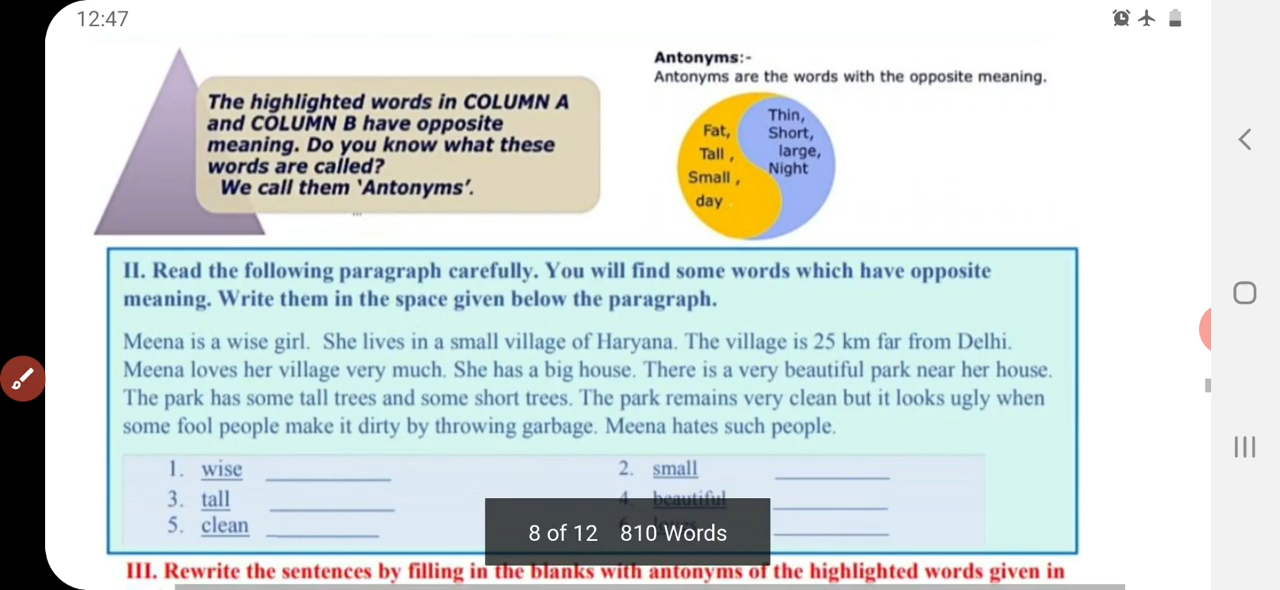 12:47
The highlighted words in COLUMN A
and COLUMN B have opposite
meaning. Do you know what these
words are called?
We call them 'Antonyms'.
Antonyms:-
Antonyms are the words with the opposite meaning.
Fat,
Tall ,
Small ,
day
Thin,
Short,
large,
Night
II. Read the following paragraph carefully. You will find some words which have opposite
meaning. Write them in the space given below the paragraph.
Meena is a wise girl. She lives in a small village of Haryana. The village is 25 km far from Delhi.
Meena loves her village very much. She has a big house. There is a very beautiful park near her house.
The park has some tall trees and some short trees. The park remains very clean but it looks ugly when
some fool people make it dirty by throwing garbage. Meena hates such people.
1. wise ____________ 2. small ____________
3. tall ____________ 4. beautiful ____________
5. clean ____________ ____________
8 of 12 810 Words
III. Rewrite the sentences by filling in the blanks with antonyms of the highlighted words given in